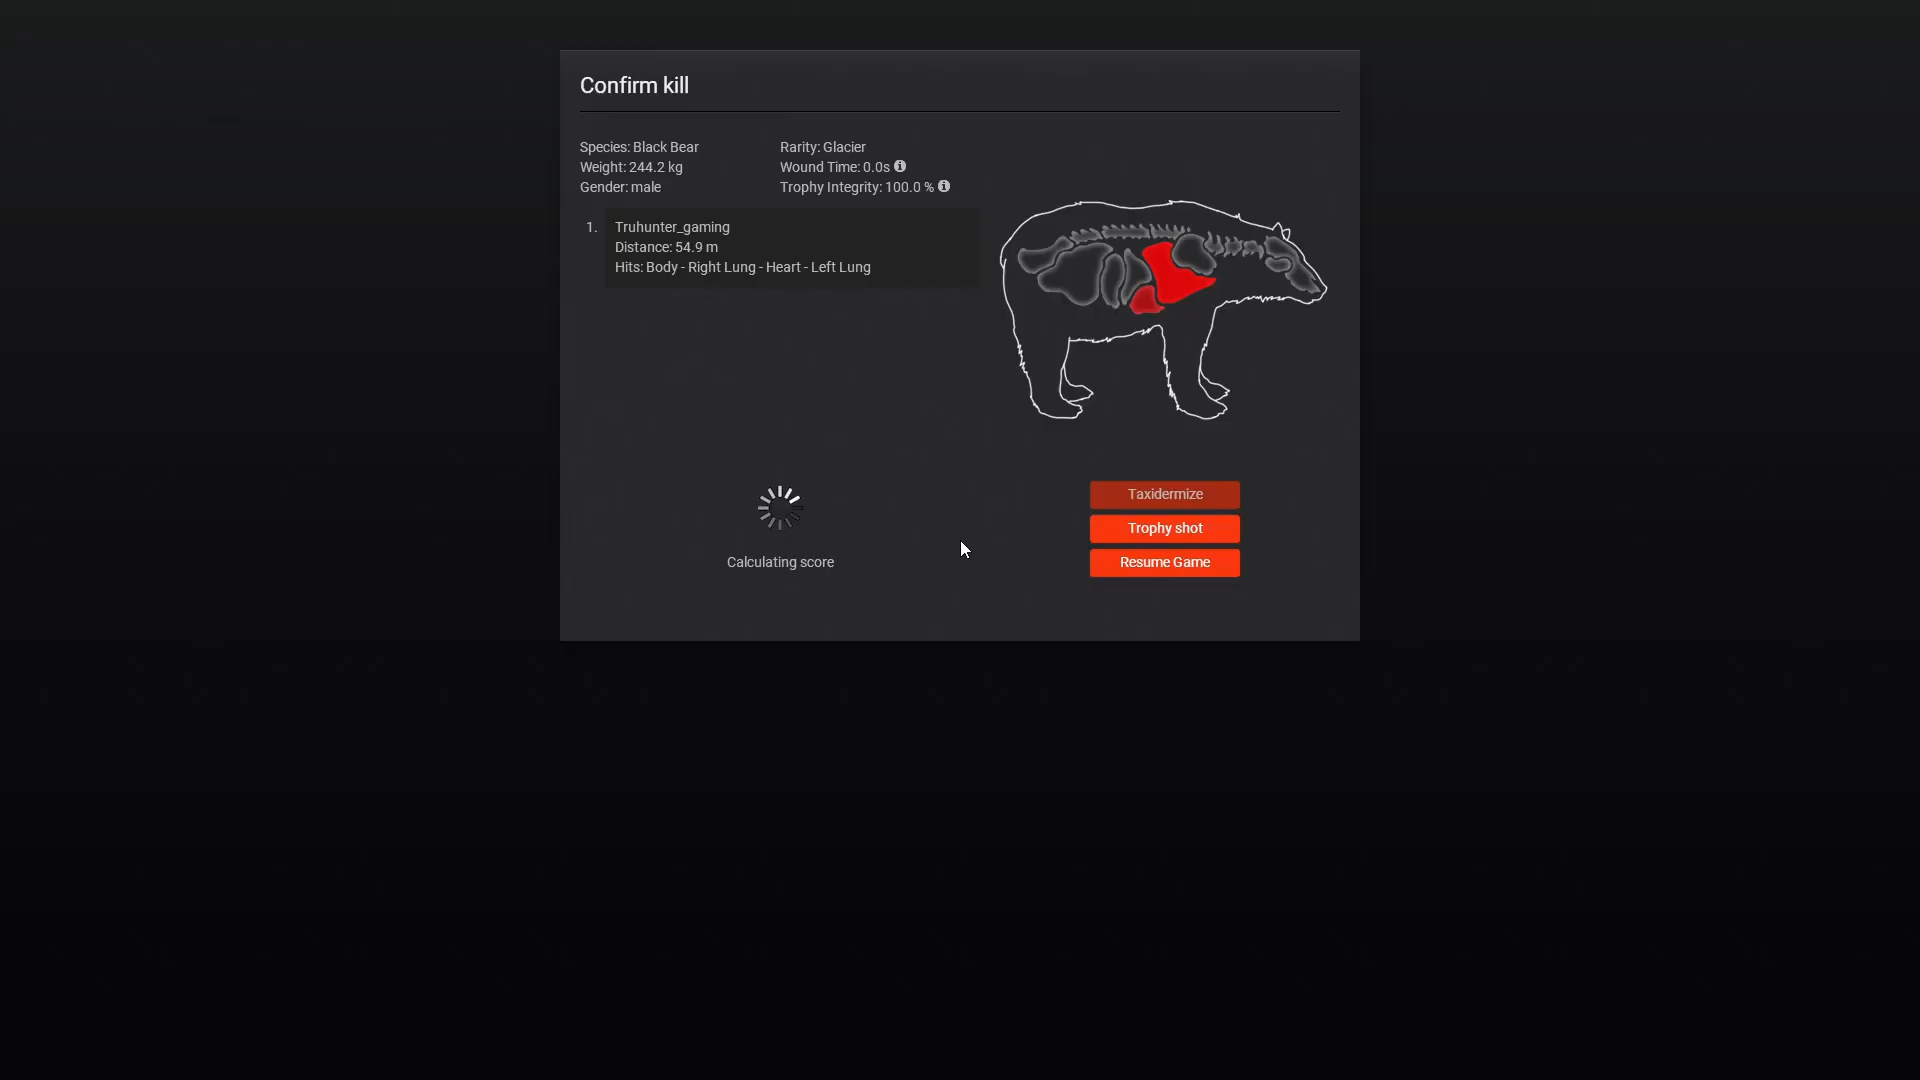 Confirm kill
Species: Black Bear
Weight: 244.2 kg
Gender: male
Rarity: Glacier
Wound Time: 0.0s
Trophy Integrity: 100.0 %
1.
Truhunter_gaming
Distance: 54.9 m
Hits: Body - Right Lung - Heart - Left Lung
Calculating score
Taxidermize
Trophy shot
Resume Game